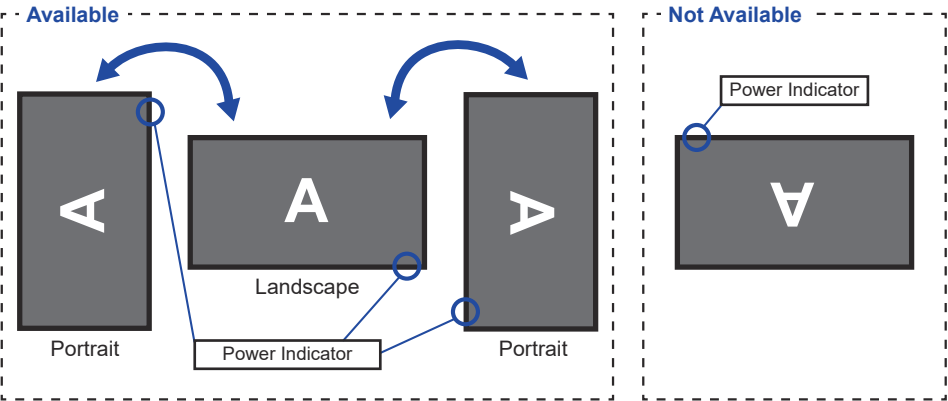 Available
Not Available
Power Indicator
A
A
A
A
Landscape
Portrait
Power Indicator
Portrait